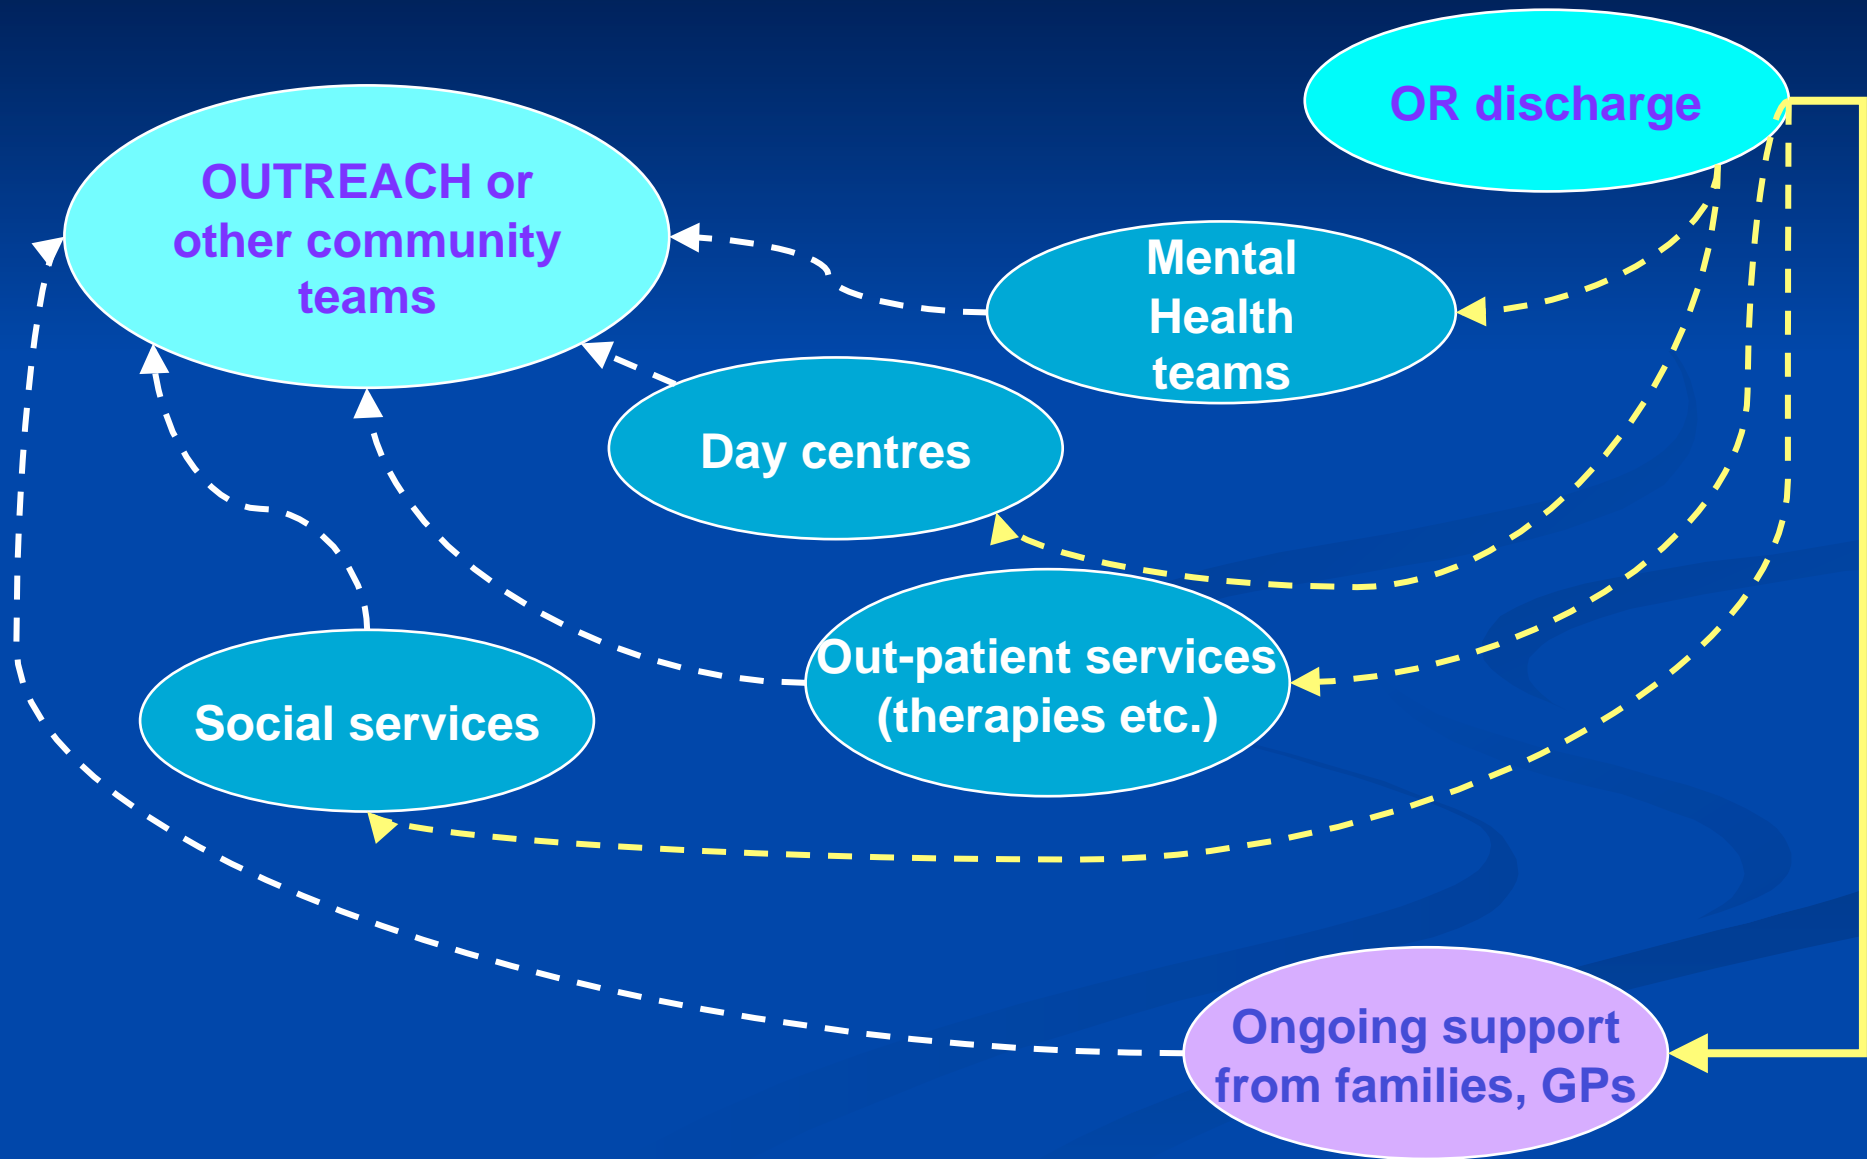 OR discharge
OUTREACH or
other community
teams
Mental
Health
teams
Day centres
Out-patient services
(therapies etc.)
Social services
Ongoing support
from families, GPs